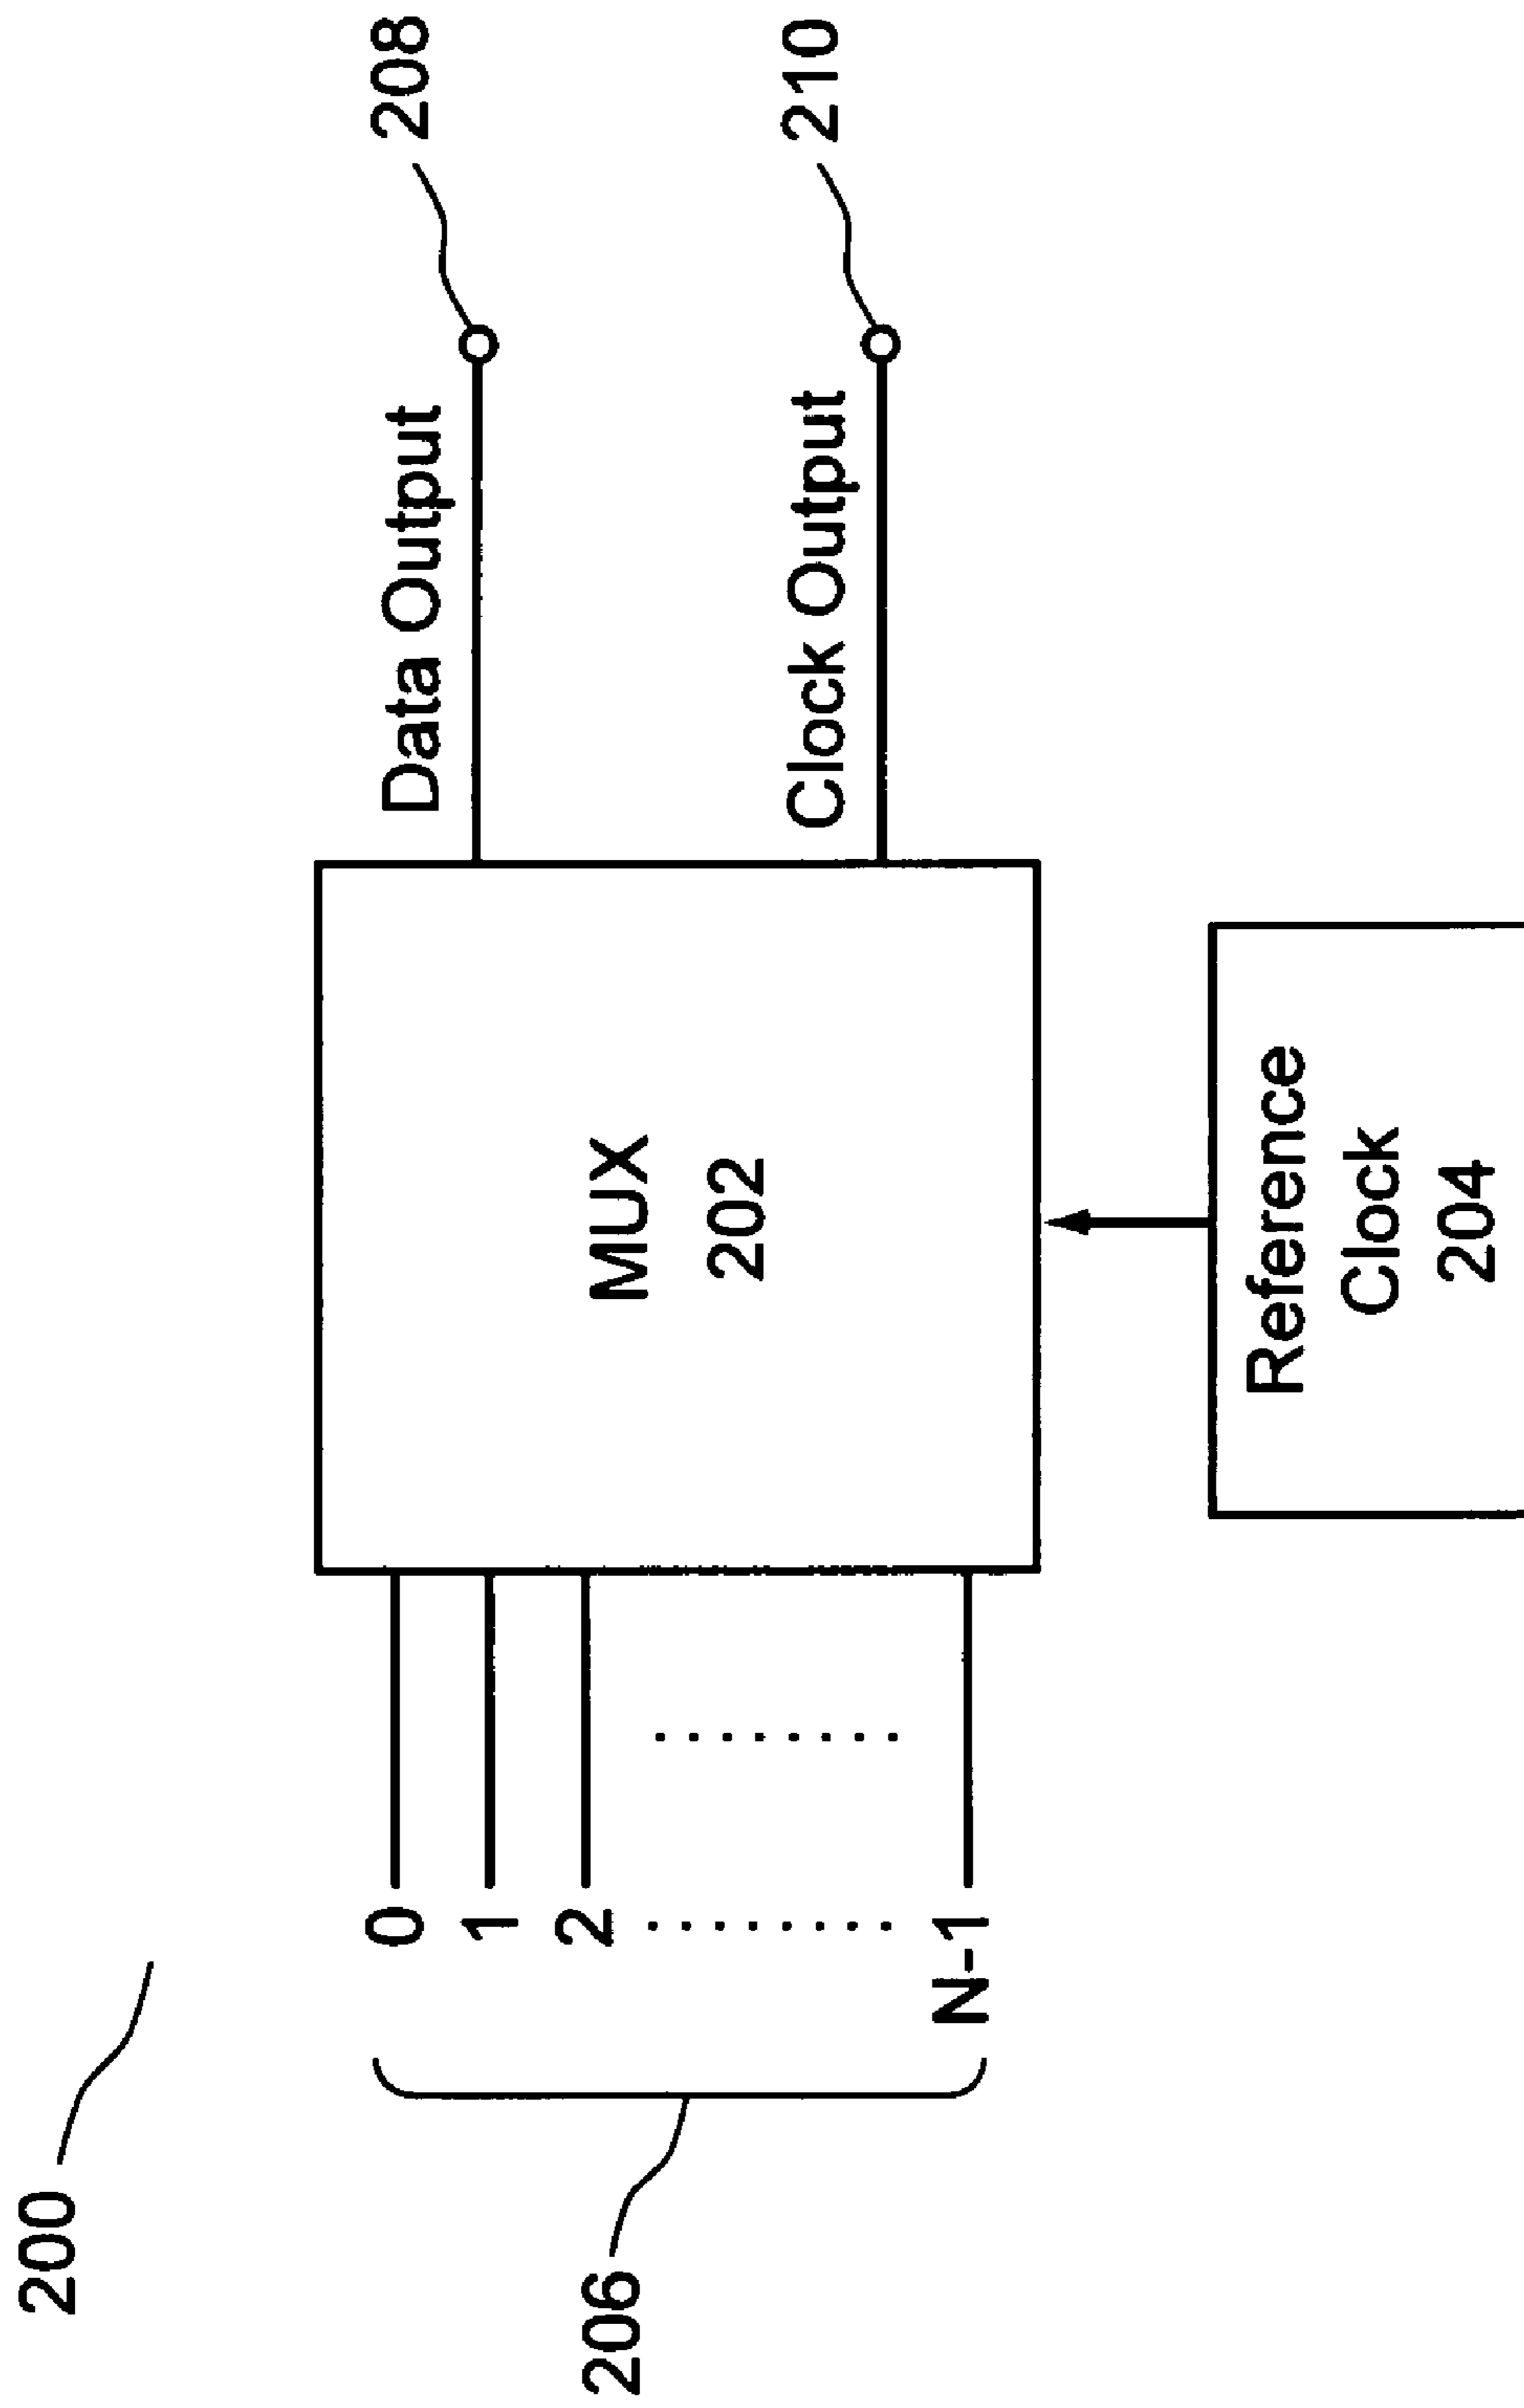 200
206
0
1
2
N-1
MUX
202
Reference
Clock
204
Data Output
208
Clock Output
210